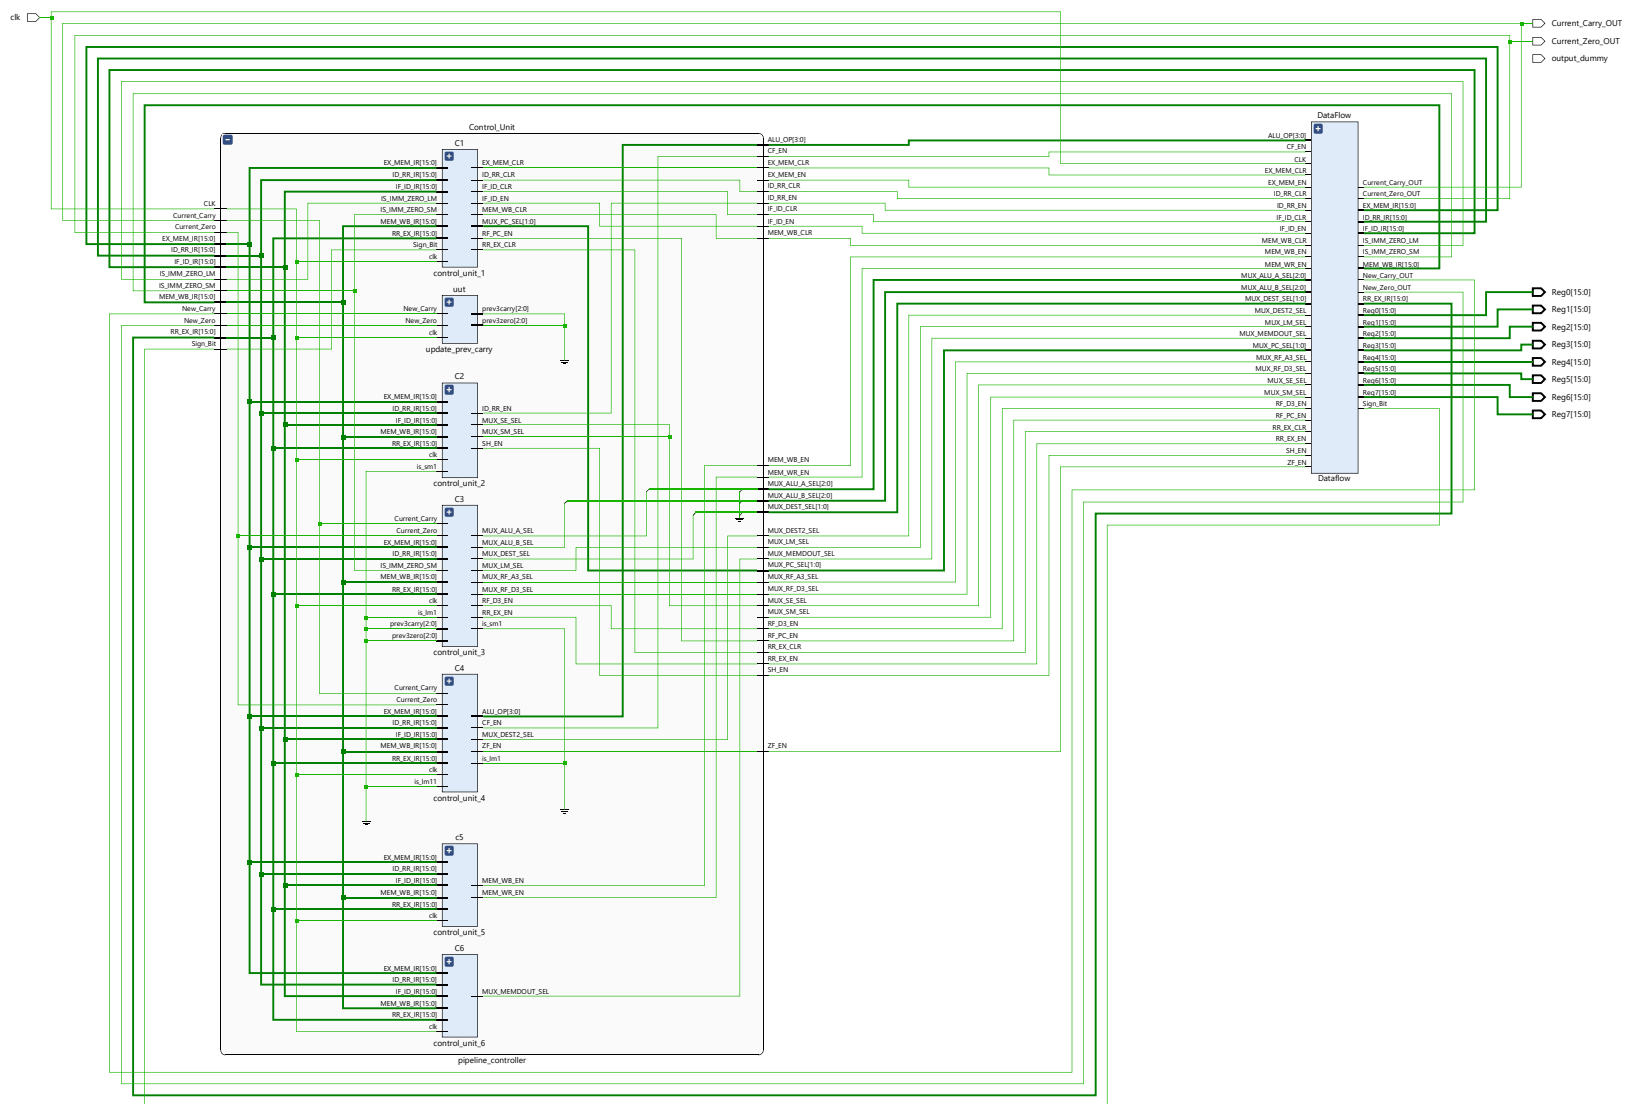 clk
Current_Carry_OUT
Current_Zero_OUT
output_dummy
Control_Unit
CLK
Current_Carry
Current_Zero
EX_MEM_IR[15:0]
ID_RR_IR[15:0]
IF_ID_IR[15:0]
IS_IMM_ZERO_LM
IS_IMM_ZERO_SM
MEM_WB_IR[15:0]
New_Carry
New_Zero
RR_EX_IR[15:0]
Sign_Bit
C1
EX_MEM_IR[15:0]
ID_RR_IR[15:0]
IF_ID_IR[15:0]
IS_IMM_ZERO_LM
IS_IMM_ZERO_SM
MEM_WB_IR[15:0]
RR_EX_IR[15:0]
Sign_Bit
clk
EX_MEM_CLR
ID_RR_CLR
IF_ID_CLR
IF_ID_EN
MEM_WB_CLR
MUX_PC_SEL[1:0]
RF_PC_EN
RR_EX_CLR
control_unit_1
uut
New_Carry
New_Zero
clk
prev3carry[2:0]
prev3zero[2:0]
update_prev_carry
C2
EX_MEM_IR[15:0]
ID_RR_IR[15:0]
IF_ID_IR[15:0]
MEM_WB_IR[15:0]
RR_EX_IR[15:0]
clk
is_sm1
ID_RR_EN
MUX_SE_SEL
MUX_SM_SEL
SH_EN
control_unit_2
C3
Current_Carry
Current_Zero
EX_MEM_IR[15:0]
ID_RR_IR[15:0]
IS_IMM_ZERO_SM
MEM_WB_IR[15:0]
RR_EX_IR[15:0]
clk
is_lm1
prev3carry[2:0]
prev3zero[2:0]
MUX_ALU_A_SEL
MUX_ALU_B_SEL
MUX_DEST_SEL
MUX_LM_SEL
MUX_RF_A3_SEL
MUX_RF_D3_SEL
RF_D3_EN
RR_EX_EN
is_sm1
control_unit_3
C4
Current_Carry
Current_Zero
EX_MEM_IR[15:0]
ID_RR_IR[15:0]
IF_ID_IR[15:0]
MEM_WB_IR[15:0]
RR_EX_IR[15:0]
clk
is_lm11
ALU_OP[3:0]
CF_EN
MUX_DEST2_SEL
ZF_EN
is_lm1
control_unit_4
c5
EX_MEM_IR[15:0]
ID_RR_IR[15:0]
IF_ID_IR[15:0]
MEM_WB_IR[15:0]
RR_EX_IR[15:0]
clk
MEM_WB_EN
MEM_WR_EN
control_unit_5
C6
EX_MEM_IR[15:0]
ID_RR_IR[15:0]
IF_ID_IR[15:0]
MEM_WB_IR[15:0]
RR_EX_IR[15:0]
clk
MUX_MEMDOUT_SEL
control_unit_6
pipeline_controller
ALU_OP[3:0]
CF_EN
EX_MEM_CLR
EX_MEM_EN
ID_RR_CLR
ID_RR_EN
IF_ID_CLR
IF_ID_EN
MEM_WB_CLR
MEM_WB_EN
MEM_WR_EN
MUX_ALU_A_SEL[2:0]
MUX_ALU_B_SEL[2:0]
MUX_DEST_SEL[1:0]
MUX_DEST2_SEL
MUX_LM_SEL
MUX_MEMDOUT_SEL
MUX_PC_SEL[1:0]
MUX_RF_A3_SEL
MUX_RF_D3_SEL
MUX_SE_SEL
MUX_SM_SEL
RF_D3_EN
RF_PC_EN
RR_EX_CLR
RR_EX_EN
SH_EN
ZF_EN
DataFlow
ALU_OP[3:0]
CF_EN
CLK
EX_MEM_CLR
EX_MEM_EN
ID_RR_CLR
ID_RR_EN
IF_ID_CLR
IF_ID_EN
MEM_WB_CLR
MEM_WB_EN
MEM_WR_EN
MUX_ALU_A_SEL[2:0]
MUX_ALU_B_SEL[2:0]
MUX_DEST_SEL[1:0]
MUX_DEST2_SEL
MUX_LM_SEL
MUX_MEMDOUT_SEL
MUX_PC_SEL[1:0]
MUX_RF_A3_SEL
MUX_RF_D3_SEL
MUX_SE_SEL
MUX_SM_SEL
RF_D3_EN
RF_PC_EN
RR_EX_CLR
RR_EX_EN
SH_EN
ZF_EN
Current_Carry_OUT
Current_Zero_OUT
EX_MEM_IR[15:0]
ID_RR_IR[15:0]
IF_ID_IR[15:0]
IS_IMM_ZERO_LM
IS_IMM_ZERO_SM
MEM_WB_IR[15:0]
New_Carry_OUT
New_Zero_OUT
RR_EX_IR[15:0]
Reg0[15:0]
Reg1[15:0]
Reg2[15:0]
Reg3[15:0]
Reg4[15:0]
Reg5[15:0]
Reg6[15:0]
Reg7[15:0]
Sign_Bit
Dataflow
Reg0[15:0]
Reg1[15:0]
Reg2[15:0]
Reg3[15:0]
Reg4[15:0]
Reg5[15:0]
Reg6[15:0]
Reg7[15:0]